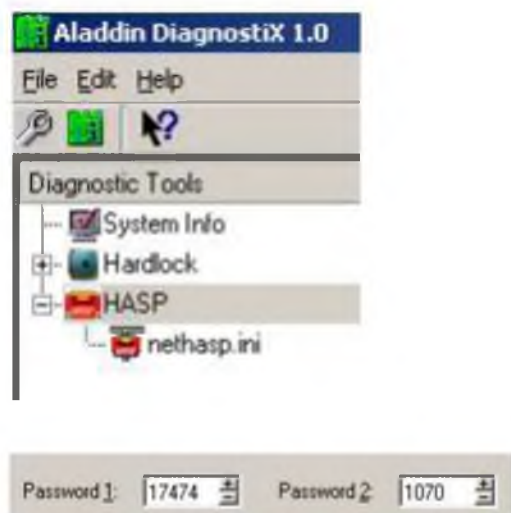 Aladdin DiagnostiX 1.0
File Edit Help
Diagnostic Tools
System Info
Hardlock
HASP
nethasp.ini
Password 1: 17474 Password 2: 1070